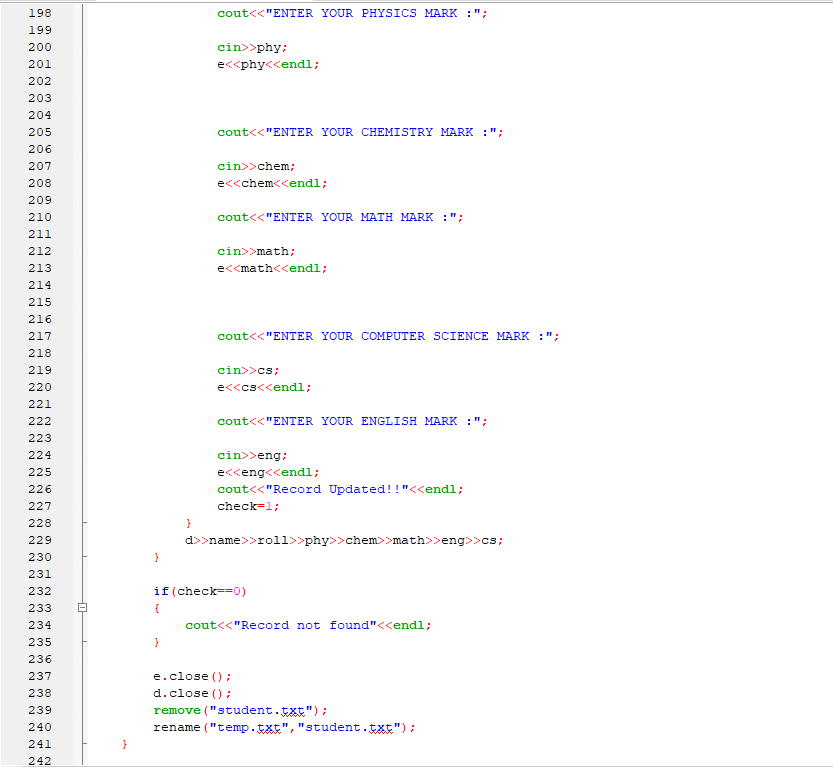 198 cout<<"ENTER YOUR PHYSICS MARK :";
199
200 cin>>phy;
201 e<<phy<<endl;
202
203
204
205 cout<<"ENTER YOUR CHEMISTRY MARK :";
206
207 cin>>chem;
208 e<<chem<<endl;
209
210 cout<<"ENTER YOUR MATH MARK :";
211
212 cin>>math;
213 e<<math<<endl;
214
215
216
217 cout<<"ENTER YOUR COMPUTER SCIENCE MARK :";
218
219 cin>>cs;
220 e<<cs<<endl;
221
222 cout<<"ENTER YOUR ENGLISH MARK :";
223
224 cin>>eng;
225 e<<eng<<endl;
226 cout<<"Record Updated!!"<<endl;
227 check=1;
228 }
229 d>>name>>roll>>phy>>chem>>math>>eng>>cs;
230 }
231
232 if(check==0)
233 {
234 cout<<"Record not found"<<endl;
235 }
236
237 e.close();
238 d.close();
239 remove("student.txt");
240 rename("temp.txt","student.txt");
241 }
242